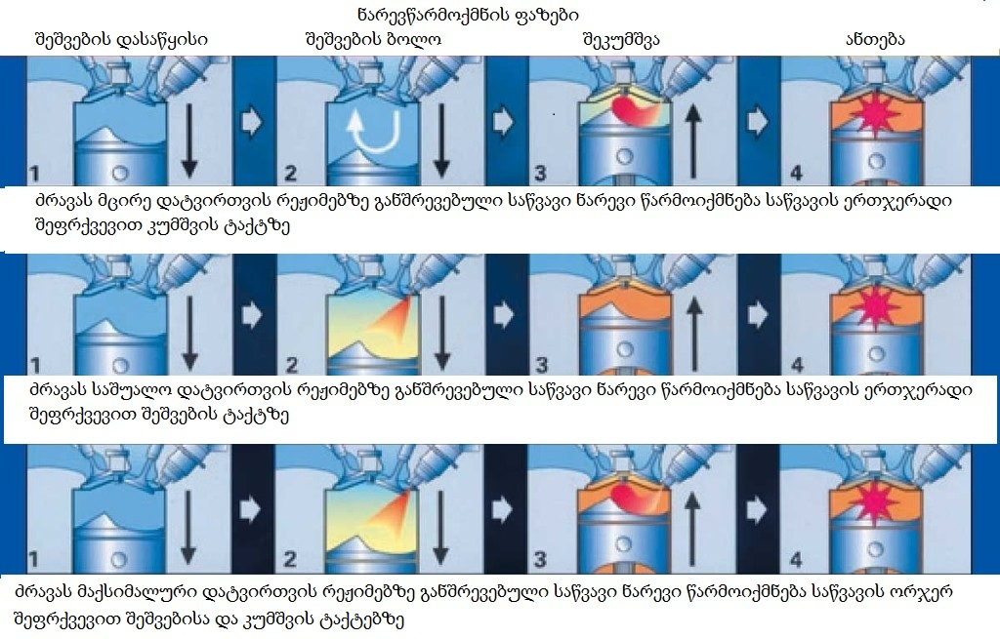 ნარევწარმოქმნის ფაზები
შეშვების დასაწყისი შეშვების ბოლო შეკუმშვა ანთება
1 2 3 4
ძრავას მცირე დატვირთვის რეჟიმებზე განშრევებული საწვავი ნარევი წარმოიქმნება საწვავის ერთჯერადი
შეფრქვევით კუმშვის ტაქტზე
1 2 3 4
ძრავას საშუალო დატვირთვის რეჟიმებზე განშრევებული საწვავი ნარევი წარმოიქმნება საწვავის ერთჯერადი
შეფრქვევით შეშვების ტაქტზე
1 2 3 4
ძრავას მაქსიმალური დატვირთვის რეჟიმებზე განშრევებული საწვავი ნარევი წარმოიქმნება საწვავის ორჯერ
შეფრქვევით შეშვებისა და კუმშვის ტაქტებზე